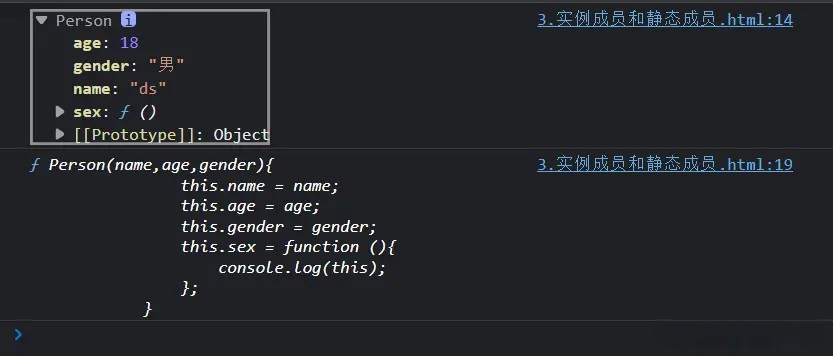 ▼ Person i 3.实例成员和静态成员.html:14
age: 18
gender: "男"
name: "ds"
▶ sex: ƒ ()
▶ [[Prototype]]: Object
ƒ Person(name,age,gender){ 3.实例成员和静态成员.html:19
this.name = name;
this.age = age;
this.gender = gender;
this.sex = function (){
console.log(this);
};
}
>